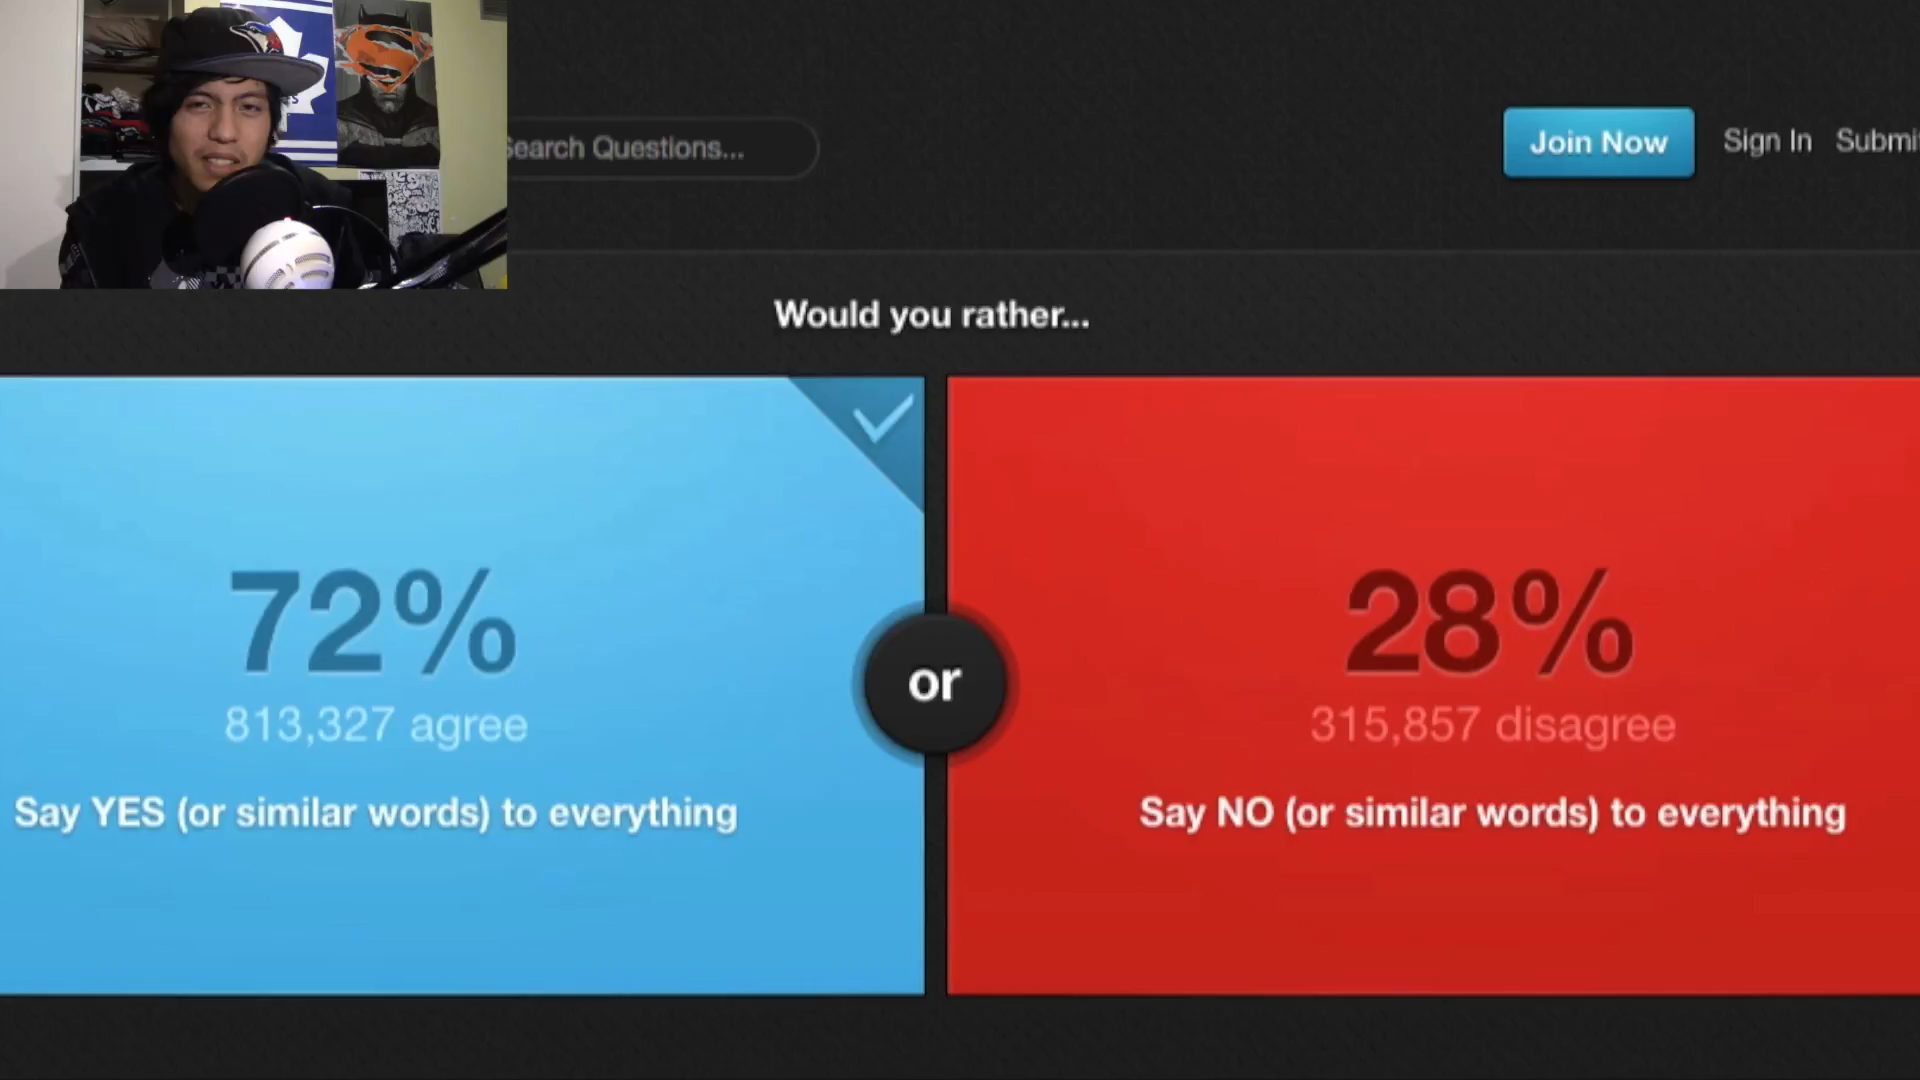 Search Questions...
Join Now
Sign In
Submit
Would you rather...
72%
813,327 agree
Say YES (or similar words) to everything
or
28%
315,857 disagree
Say NO (or similar words) to everything